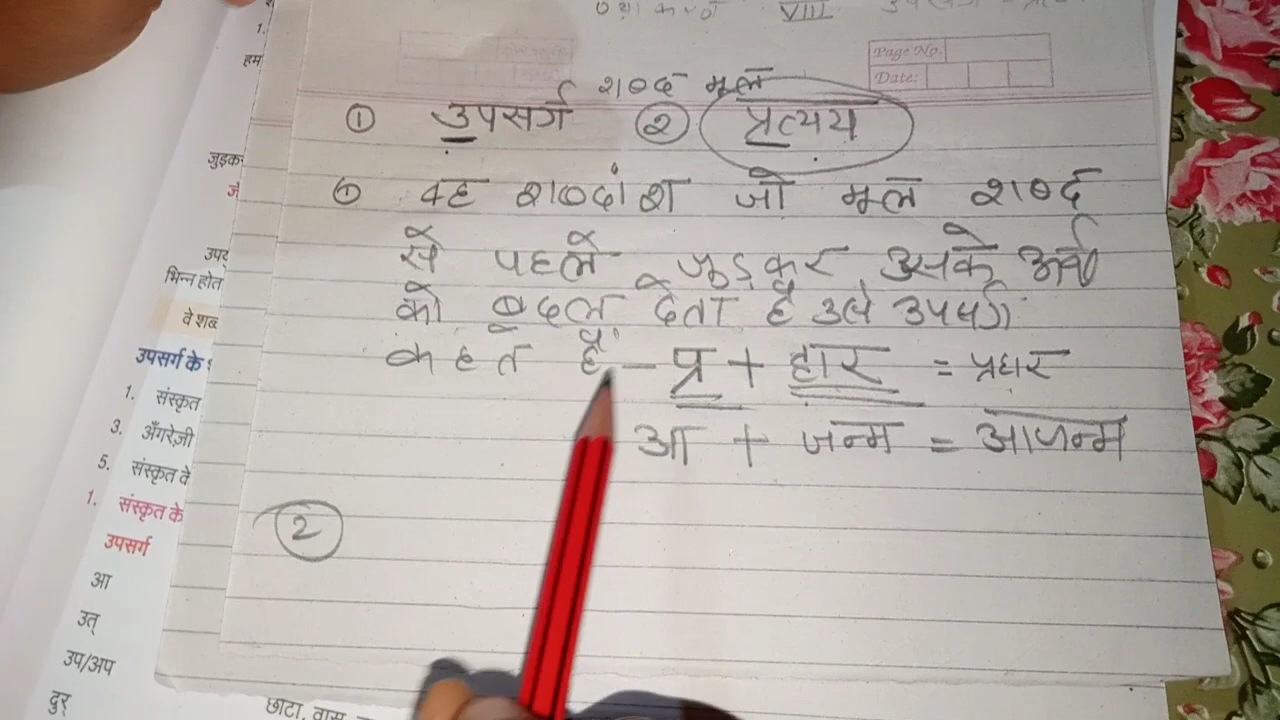 VIII
Page No.
Date:
शब्द मूल
① उपसर्ग ② प्रत्यय
① वह शब्दांश जो मूल शब्द
से पहले जुड़कर उसके अर्थ
को बदल देता है उसे उपसर्ग
कहते हैं - प्र + हार = प्रहार
आ + जन्म = आजन्म
②
1.
हम
जुड़क
जै
उप
भिन्न होत
वे शब्
उपसर्ग के
1. संस्कृत
3. अँगरेज़ी
5. संस्कृत के
1. संस्कृत के
उपसर्ग
आ
उत्
उप/अप
दुर्
छाटा, वास